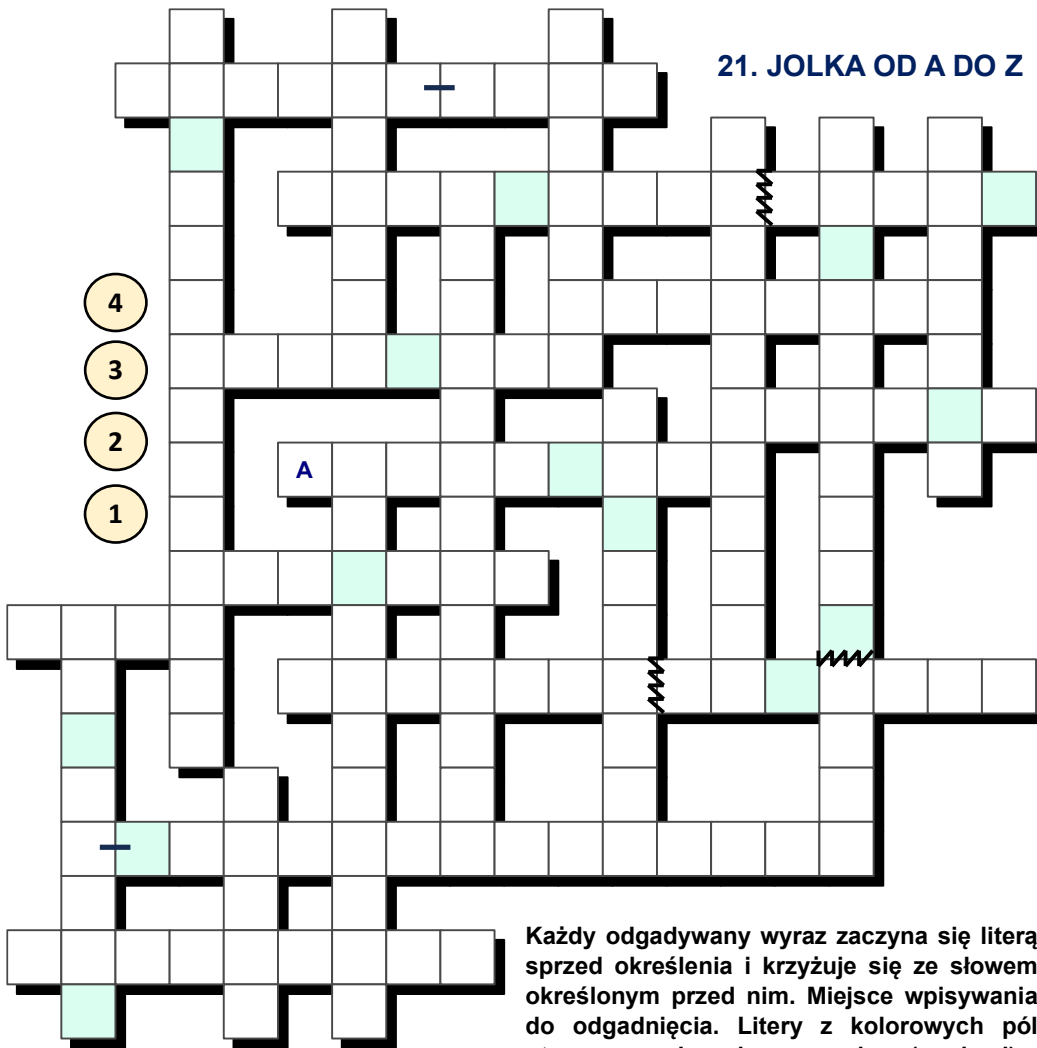 21. JOLKA OD A DO Z
4
3
2
1
A
Każdy odgadywany wyraz zaczyna się literą
sprzed określenia i krzyżuje się ze słowem
określonym przed nim. Miejsce wpisywania
do odgadnięcia. Litery z kolorowych pól